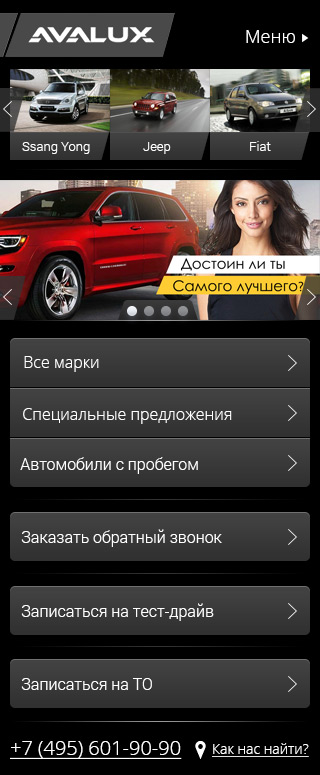 AVALUX
Меню
Ssang Yong
Jeep
Fiat
Достоин ли ты
Самого лучшего?
Все марки
Специальные предложения
Автомобили с пробегом
Заказать обратный звонок
Записаться на тест-драйв
Записаться на ТО
+7 (495) 601-90-90
Как нас найти?